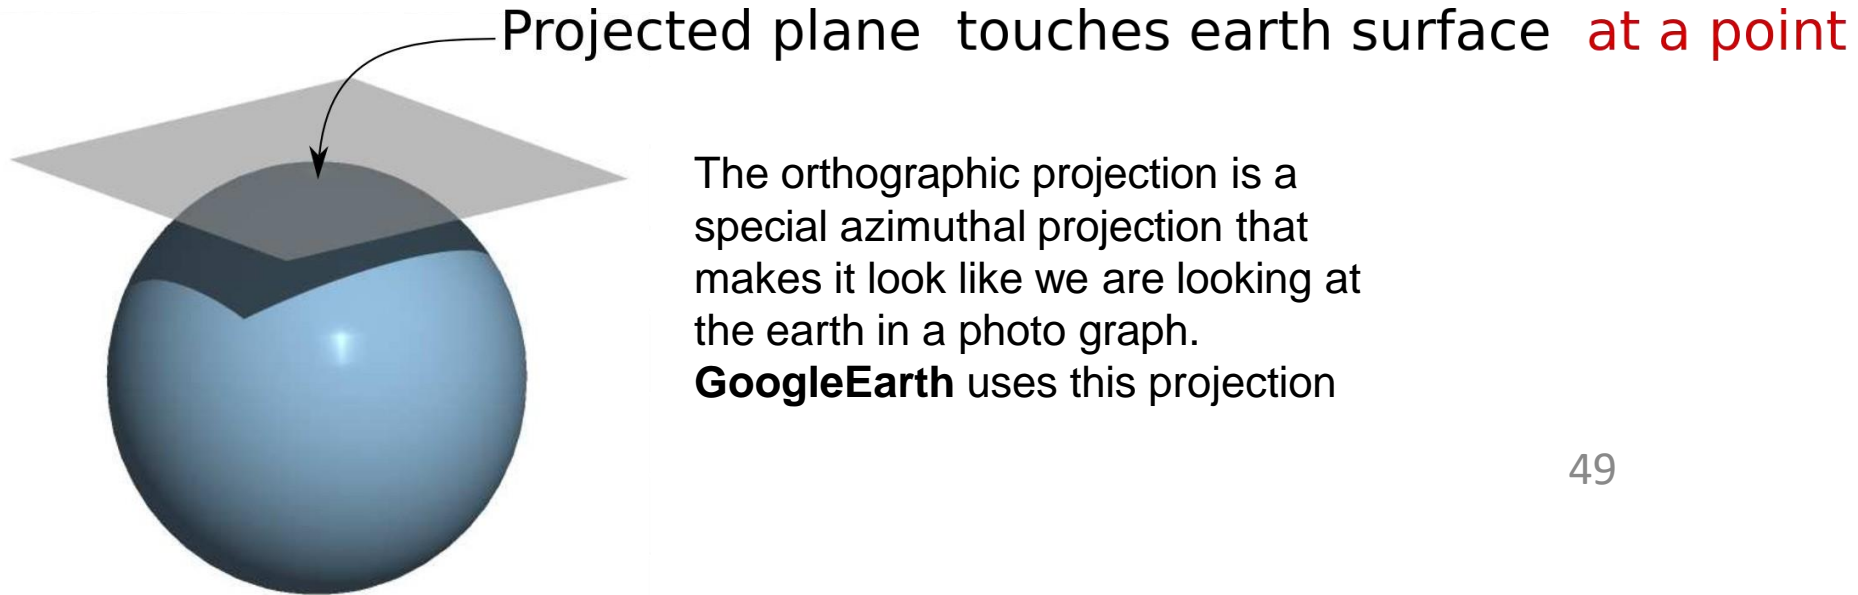 Projected plane touches earth surface at a point
The orthographic projection is a
special azimuthal projection that
makes it look like we are looking at
the earth in a photo graph.
GoogleEarth uses this projection
49